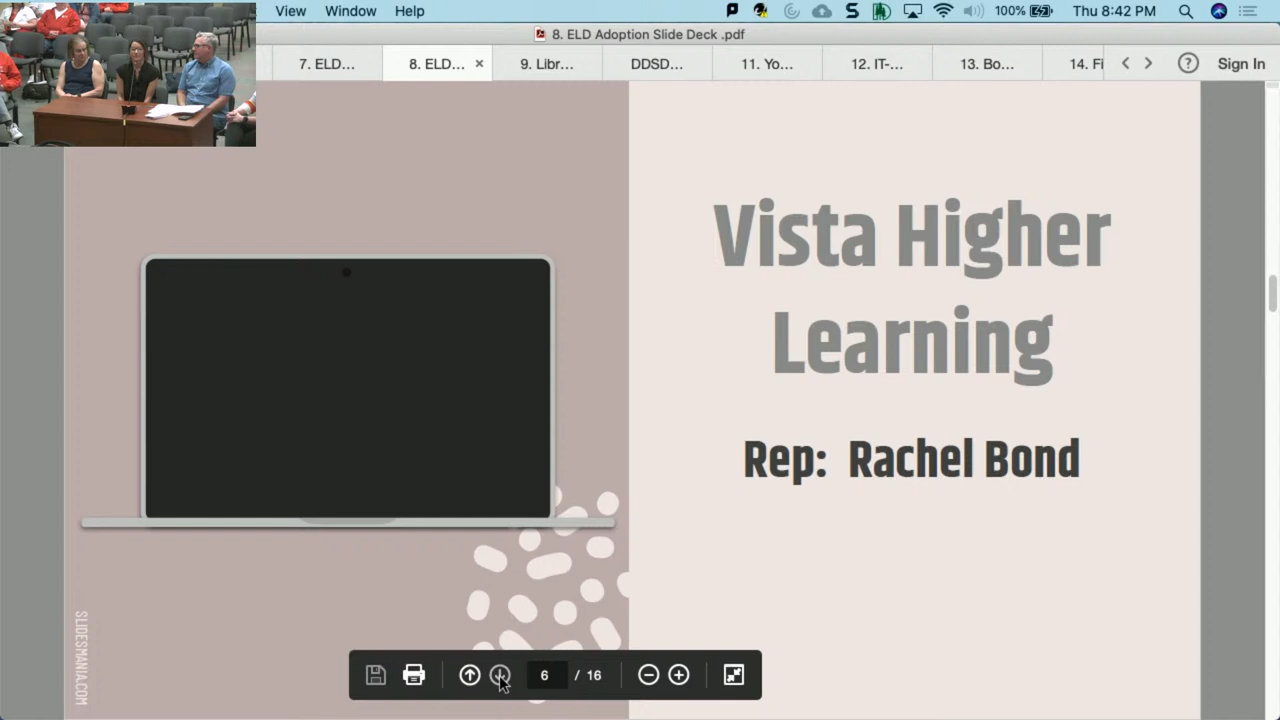 View Window Help
100% Thu 8:42 PM
8. ELD Adoption Slide Deck .pdf
7. ELD... 8. ELD... 9. Libr... DDSD... 11. Yo... 12. IT-... 13. Bo... 14. Fi Sign In
Vista Higher
Learning
Rep: Rachel Bond
SLIDESMANIA.COM
6 / 16